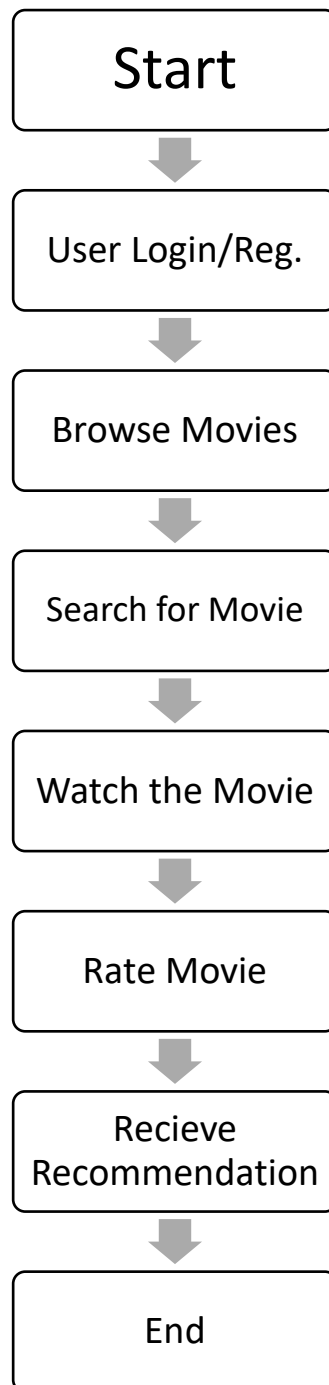 Start
User Login/Reg.
Browse Movies
Search for Movie
Watch the Movie
Rate Movie
Recieve
Recommendation
End